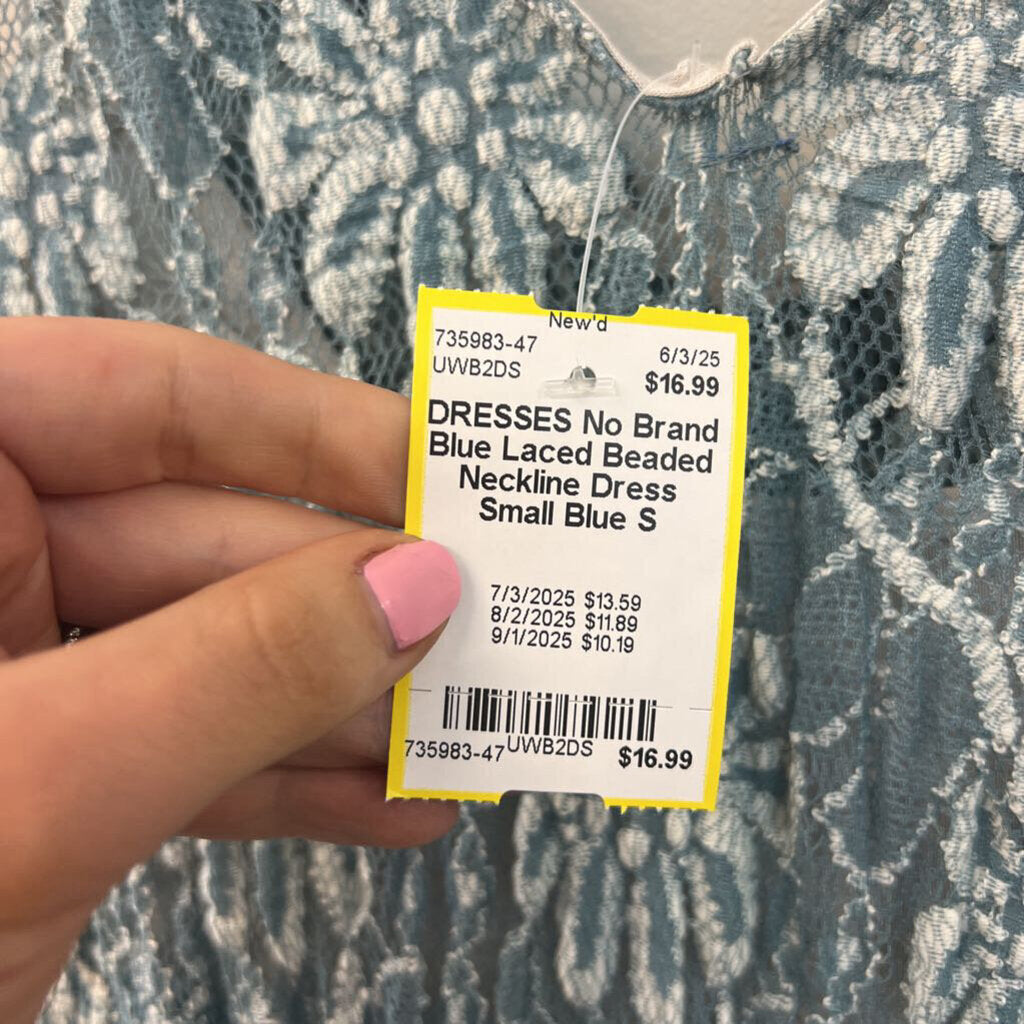 New'd
735983-47
6/3/25
UWB2DS
$16.99
DRESSES No Brand
Blue Laced Beaded
Neckline Dress
Small Blue S
7/3/2025 $13.59
8/2/2025 $11.89
9/1/2025 $10.19
735983-47 UWB2DS $16.99